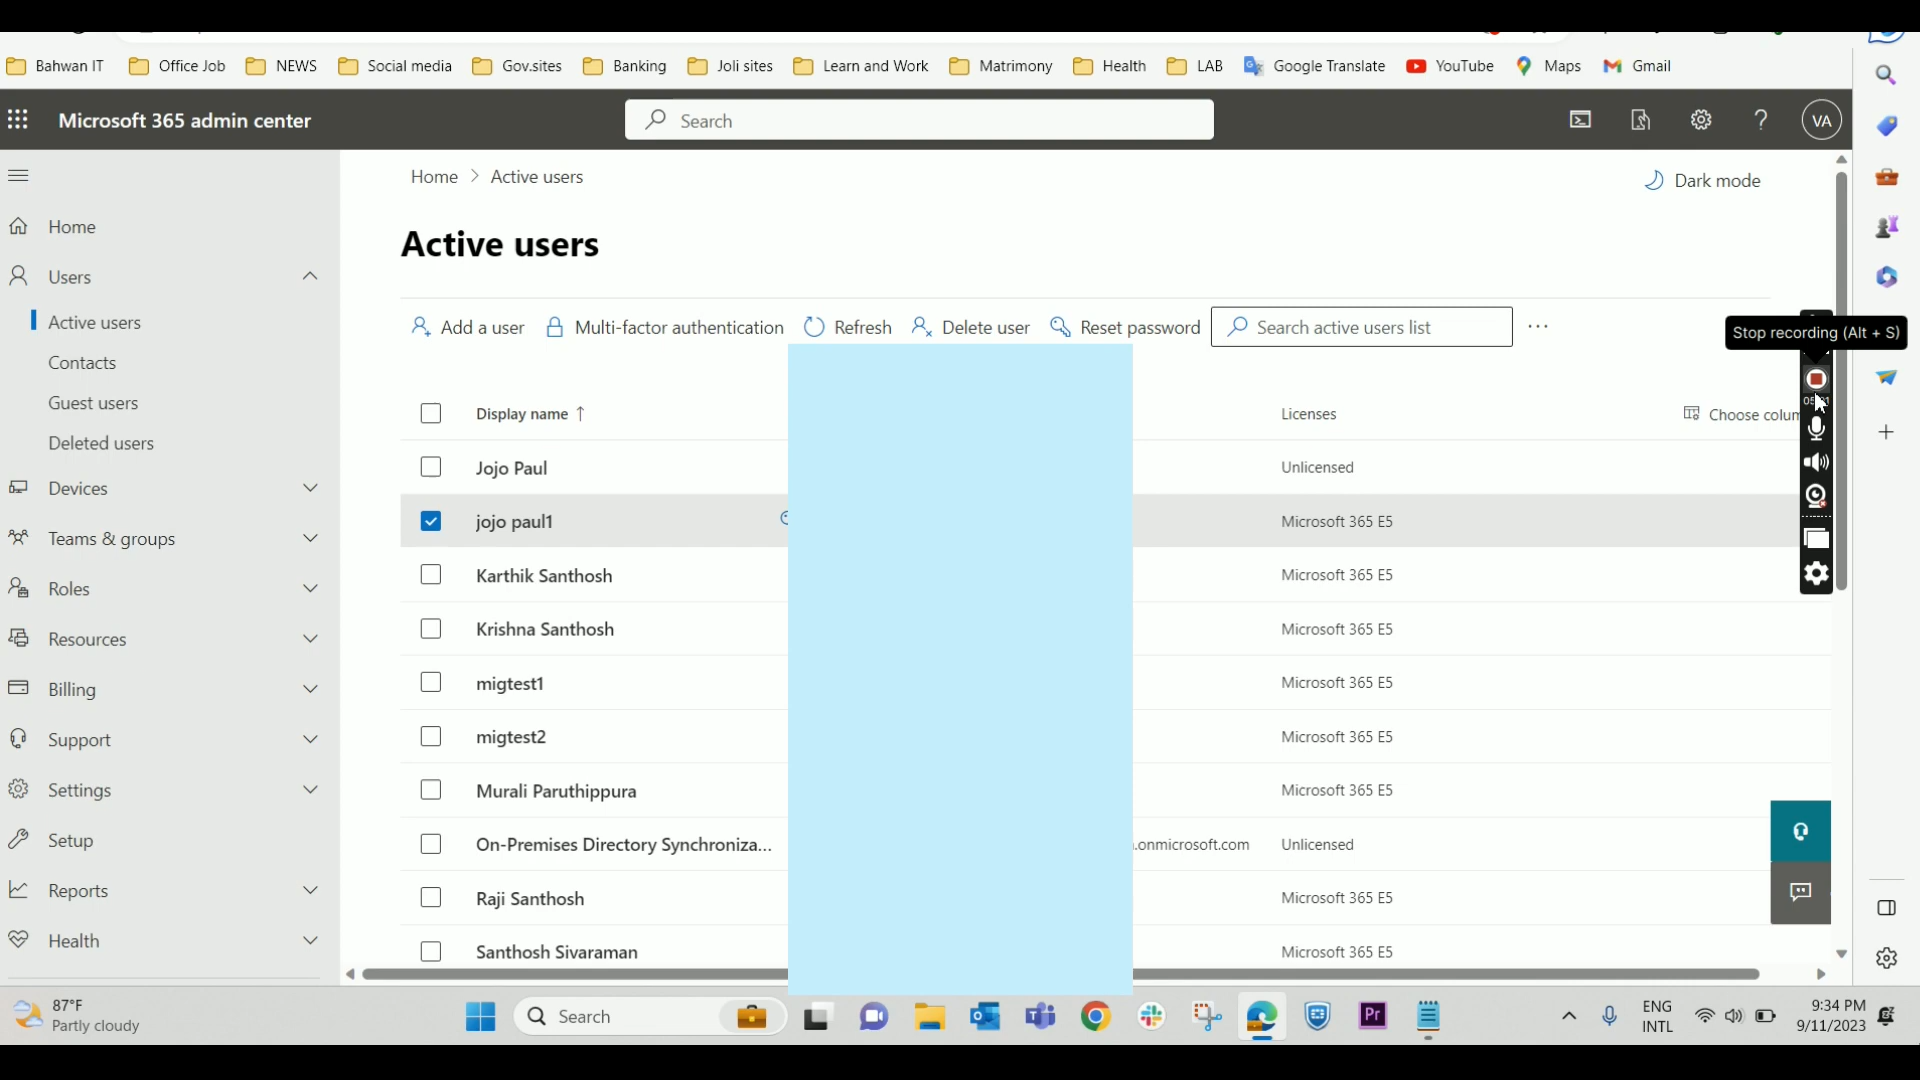 Bahwan IT Office Job NEWS Social media Gov.sites Banking Joli sites Learn and Work Matrimony Health LAB Google Translate YouTube Maps Gmail
Microsoft 365 admin center Search VA
Home > Active users Dark mode
Active users
Home
Users
Active users
Contacts
Guest users
Deleted users
Devices
Teams & groups
Roles
Resources
Billing
Support
Settings
Setup
Reports
Health
Add a user Multi-factor authentication Refresh Delete user Reset password Search active users list ...
Stop recording (Alt + S)
Display name ↑ Licenses Choose colum
Jojo Paul Unlicensed
jojo paul1 Microsoft 365 E5
Karthik Santhosh Microsoft 365 E5
Krishna Santhosh Microsoft 365 E5
migtest1 Microsoft 365 E5
migtest2 Microsoft 365 E5
Murali Paruthippura Microsoft 365 E5
On-Premises Directory Synchroniza... .onmicrosoft.com Unlicensed
Raji Santhosh Microsoft 365 E5
Santhosh Sivaraman Microsoft 365 E5
87°F
Partly cloudy
Search
Pr
ENG
INTL
9:34 PM
9/11/2023